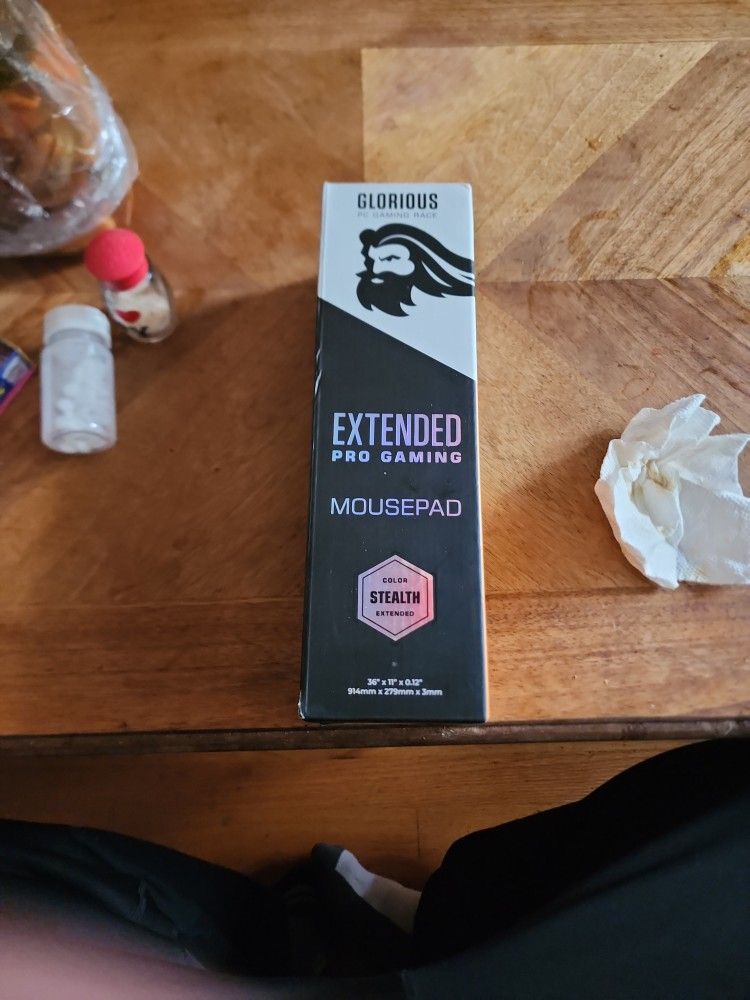 GLORIOUS
PC GAMING RACE
EXTENDED
PRO GAMING
MOUSEPAD
COLOR
STEALTH
EXTENDED
36" x 11" x 0.12"
914mm x 279mm x 3mm